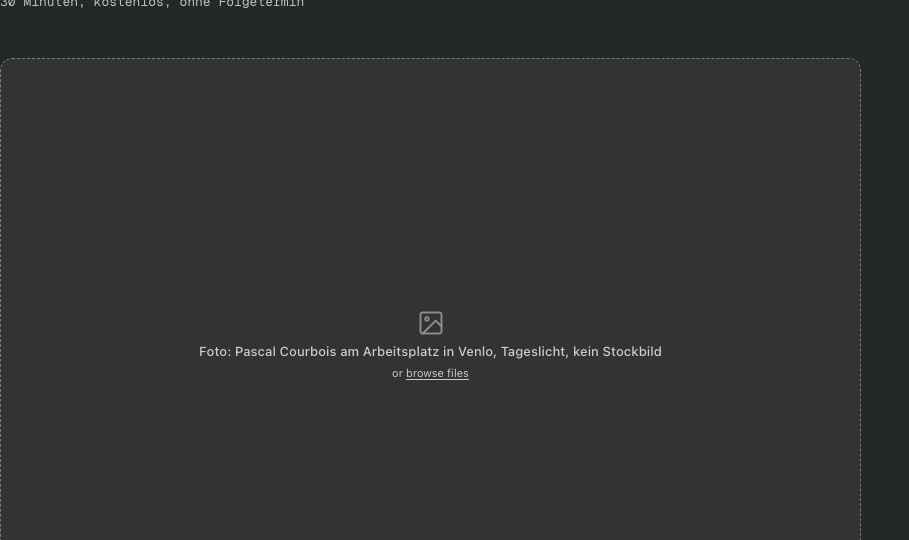 30 Minuten, kostenlos, ohne Folgetermin
Foto: Pascal Courbois am Arbeitsplatz in Venlo, Tageslicht, kein Stockbild
or browse files